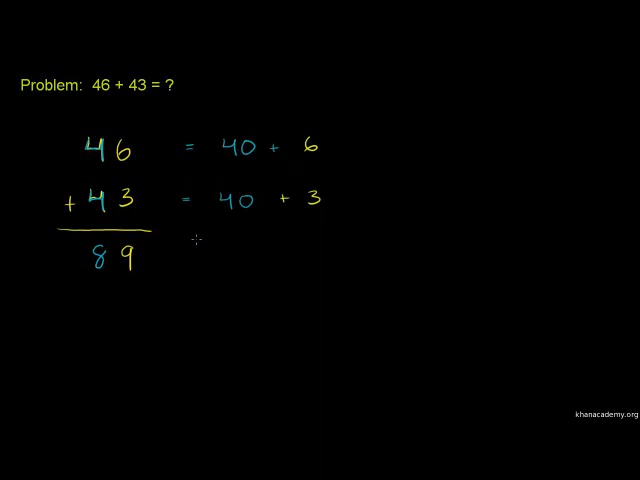 Problem: 46 + 43 = ?
46 = 40 + 6
+ 43 = 40 + 3
89
khanacademy.org